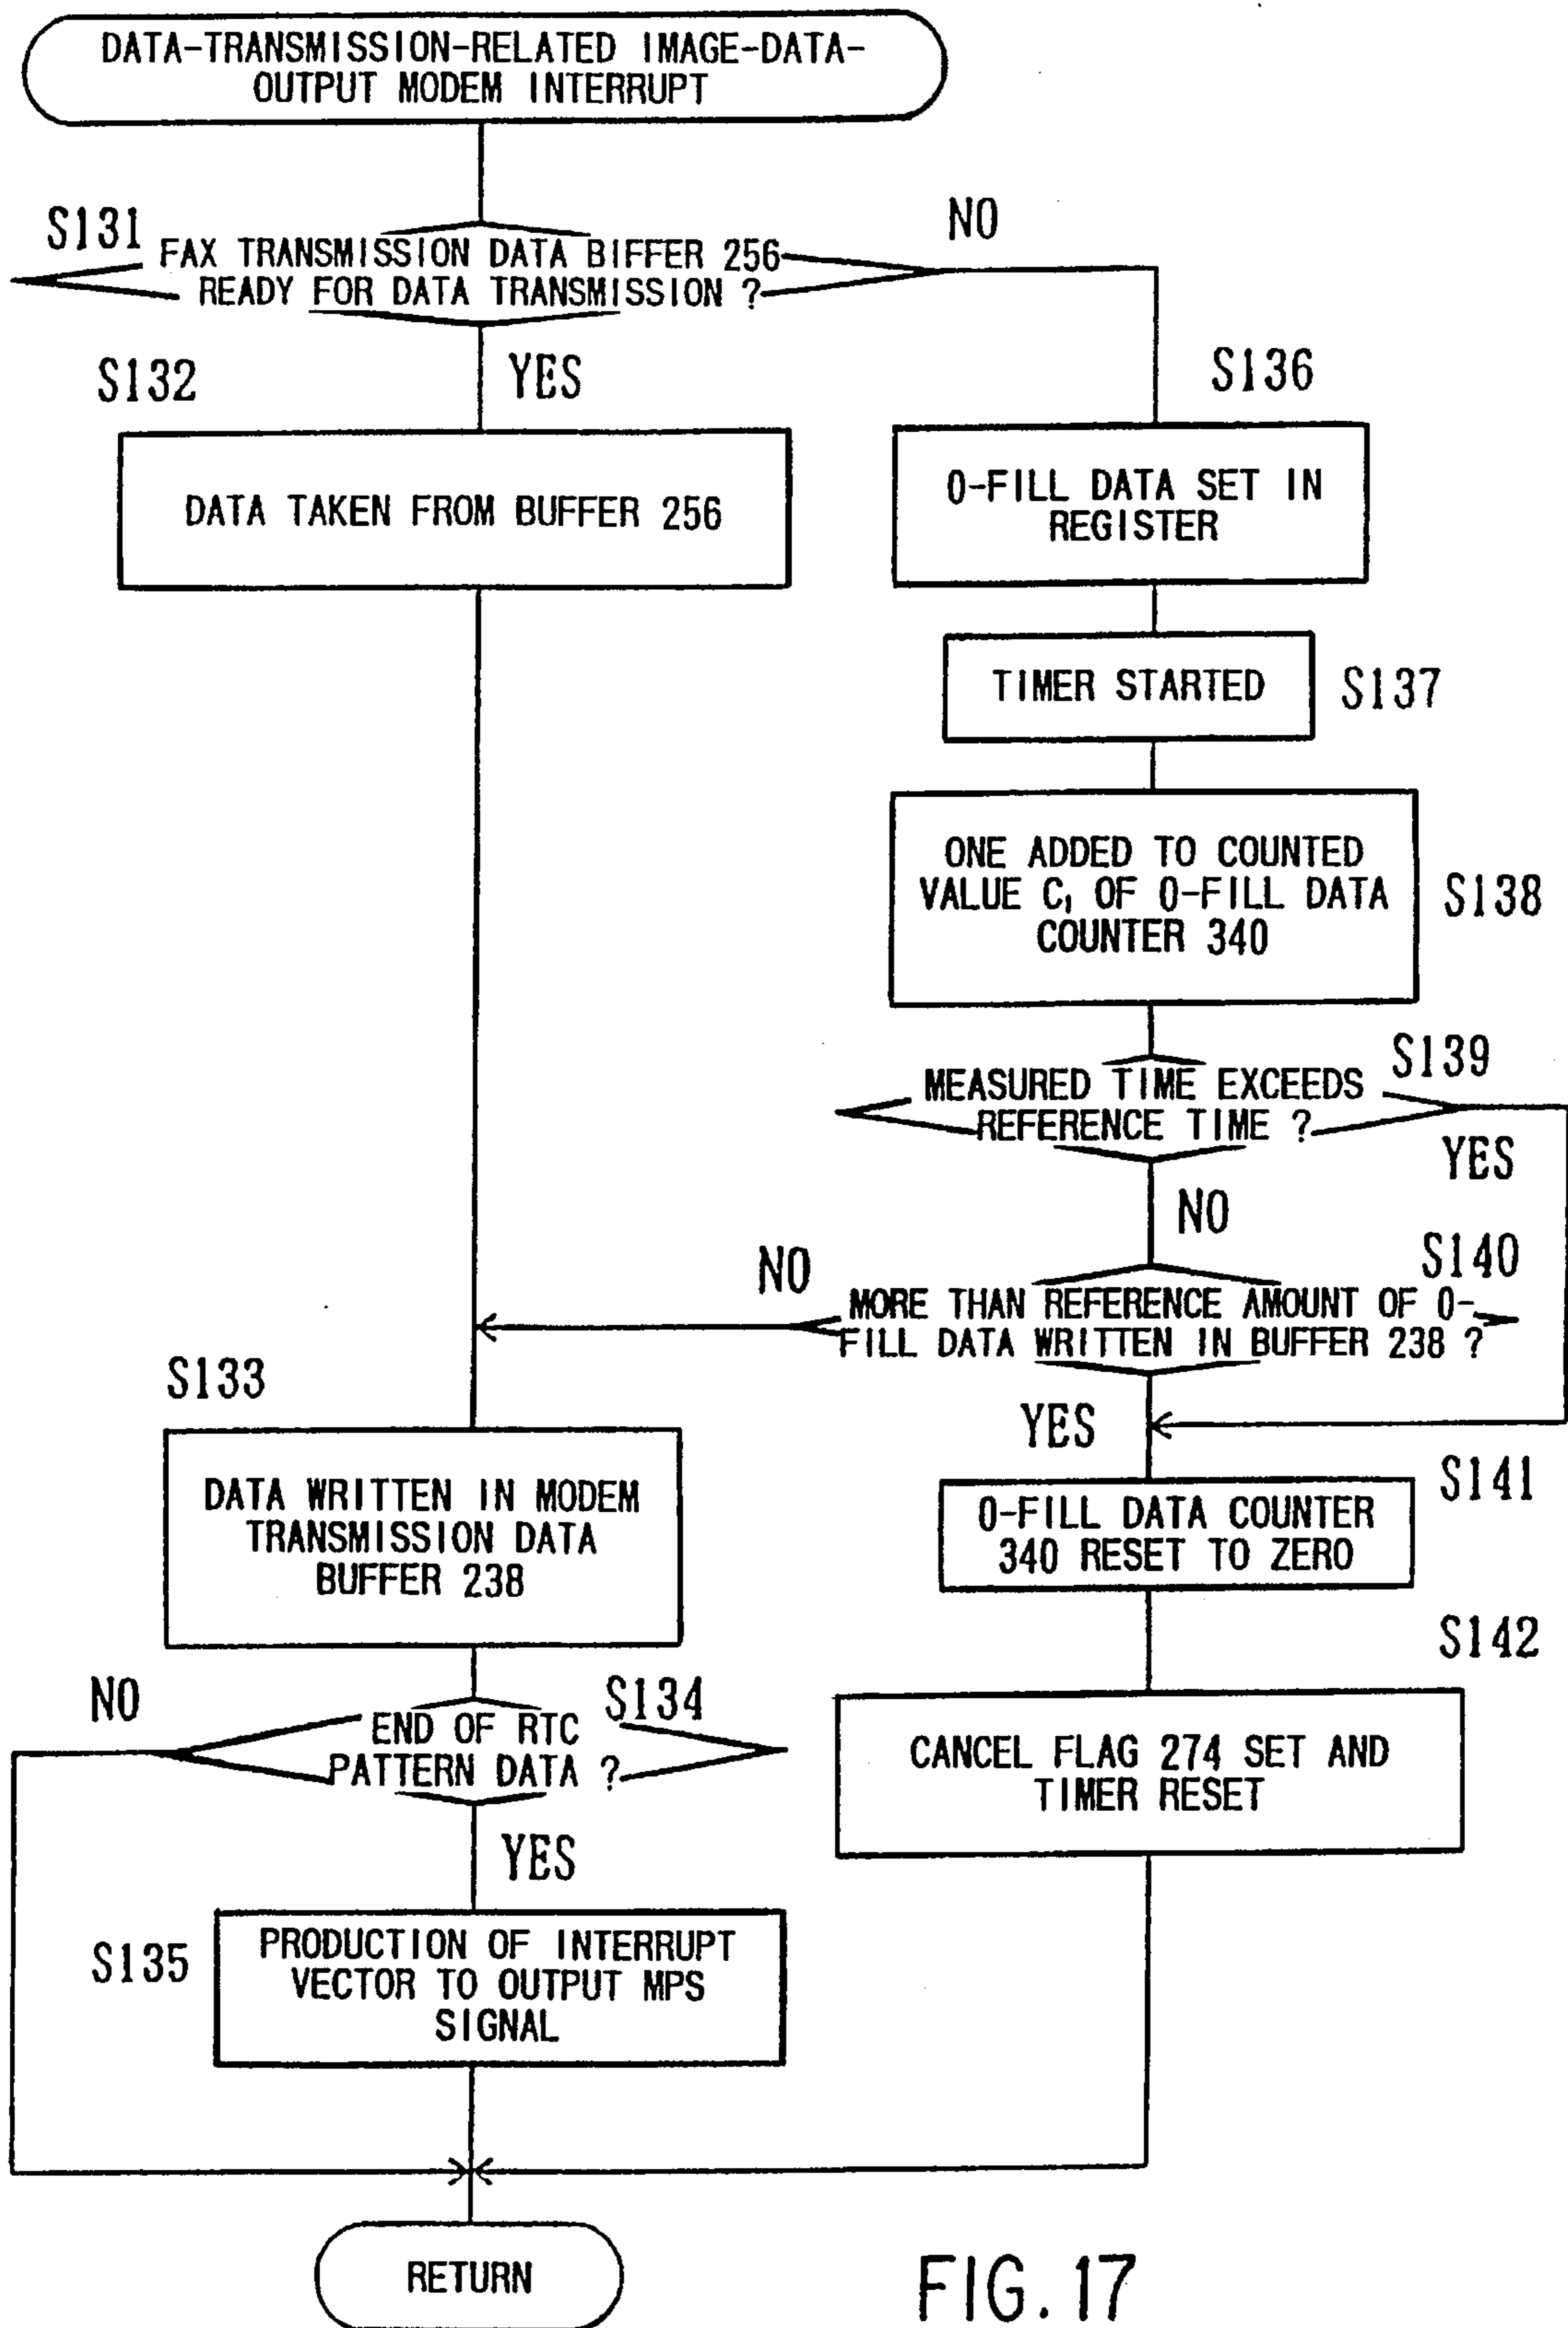 DATA-TRANSMISSION-RELATED IMAGE-DATA-
OUTPUT MODEM INTERRUPT
S131
FAX TRANSMISSION DATA BIFFER 256
READY FOR DATA TRANSMISSION ?
NO
YES
S132
DATA TAKEN FROM BUFFER 256
S136
0-FILL DATA SET IN
REGISTER
TIMER STARTED
S137
ONE ADDED TO COUNTED
VALUE C₁ OF 0-FILL DATA
COUNTER 340
S138
S139
MEASURED TIME EXCEEDS
REFERENCE TIME ?
YES
NO
S140
NO
MORE THAN REFERENCE AMOUNT OF 0-
FILL DATA WRITTEN IN BUFFER 238 ?
YES
S133
DATA WRITTEN IN MODEM
TRANSMISSION DATA
BUFFER 238
S141
0-FILL DATA COUNTER
340 RESET TO ZERO
S142
CANCEL FLAG 274 SET AND
TIMER RESET
NO
S134
END OF RTC
PATTERN DATA ?
YES
S135
PRODUCTION OF INTERRUPT
VECTOR TO OUTPUT MPS
SIGNAL
RETURN
FIG. 17